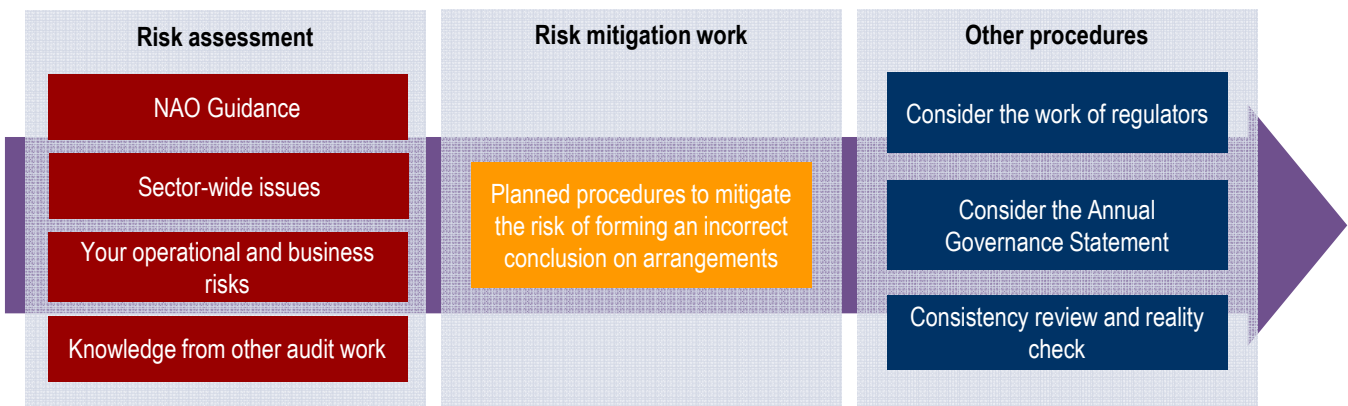 Risk assessment
NAO Guidance
Sector-wide issues
Your operational and business
risks
Knowledge from other audit work
Risk mitigation work
Planned procedures to mitigate
the risk of forming an incorrect
conclusion on arrangements
Other procedures
Consider the work of regulators
Consider the Annual
Governance Statement
Consistency review and reality
check